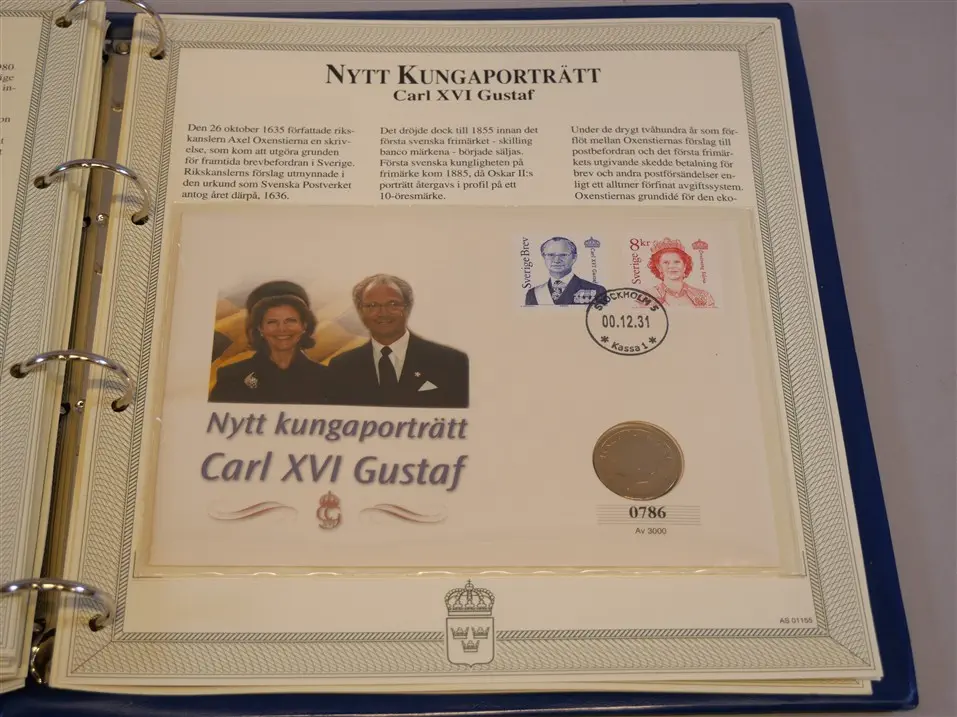 NYTT KUNGAPORTRÄTT
Carl XVI Gustaf
Den 26 oktober 1635 författade riks-
kanslern Axel Oxenstierna en skriv-
else, som kom att utgöra grunden
för framtida brevbefordran i Sverige.
Rikskanslerns förslag utmynnade i
den urkund som Svenska Postverket
antog året därpå, 1636.
Det dröjde dock till 1855 innan det
första svenska frimärket - skilling
banco märkena - började säljas.
Första svenska kungligheten på
frimärke kom 1885, då Oskar II:s
porträtt återgavs i profil på ett
10-öresmärke.
Under de drygt tvåhundra år som för-
flöt mellan Oxenstiernas förslag till
postbefordran och det första frimär-
kets utgivande skedde betalning för
brev och andra postförsändelser en-
ligt ett alltmer förfinat avgiftssystem.
Oxenstiernas grundidé för den eko-
Sverige Brev
Carl XVI Gustaf
Sverige 8kr
STOCKHOLM 5
00.12.31
* Kassa 1 *
Nytt kungaporträtt
Carl XVI Gustaf
0786
Av 3000
AS 01155